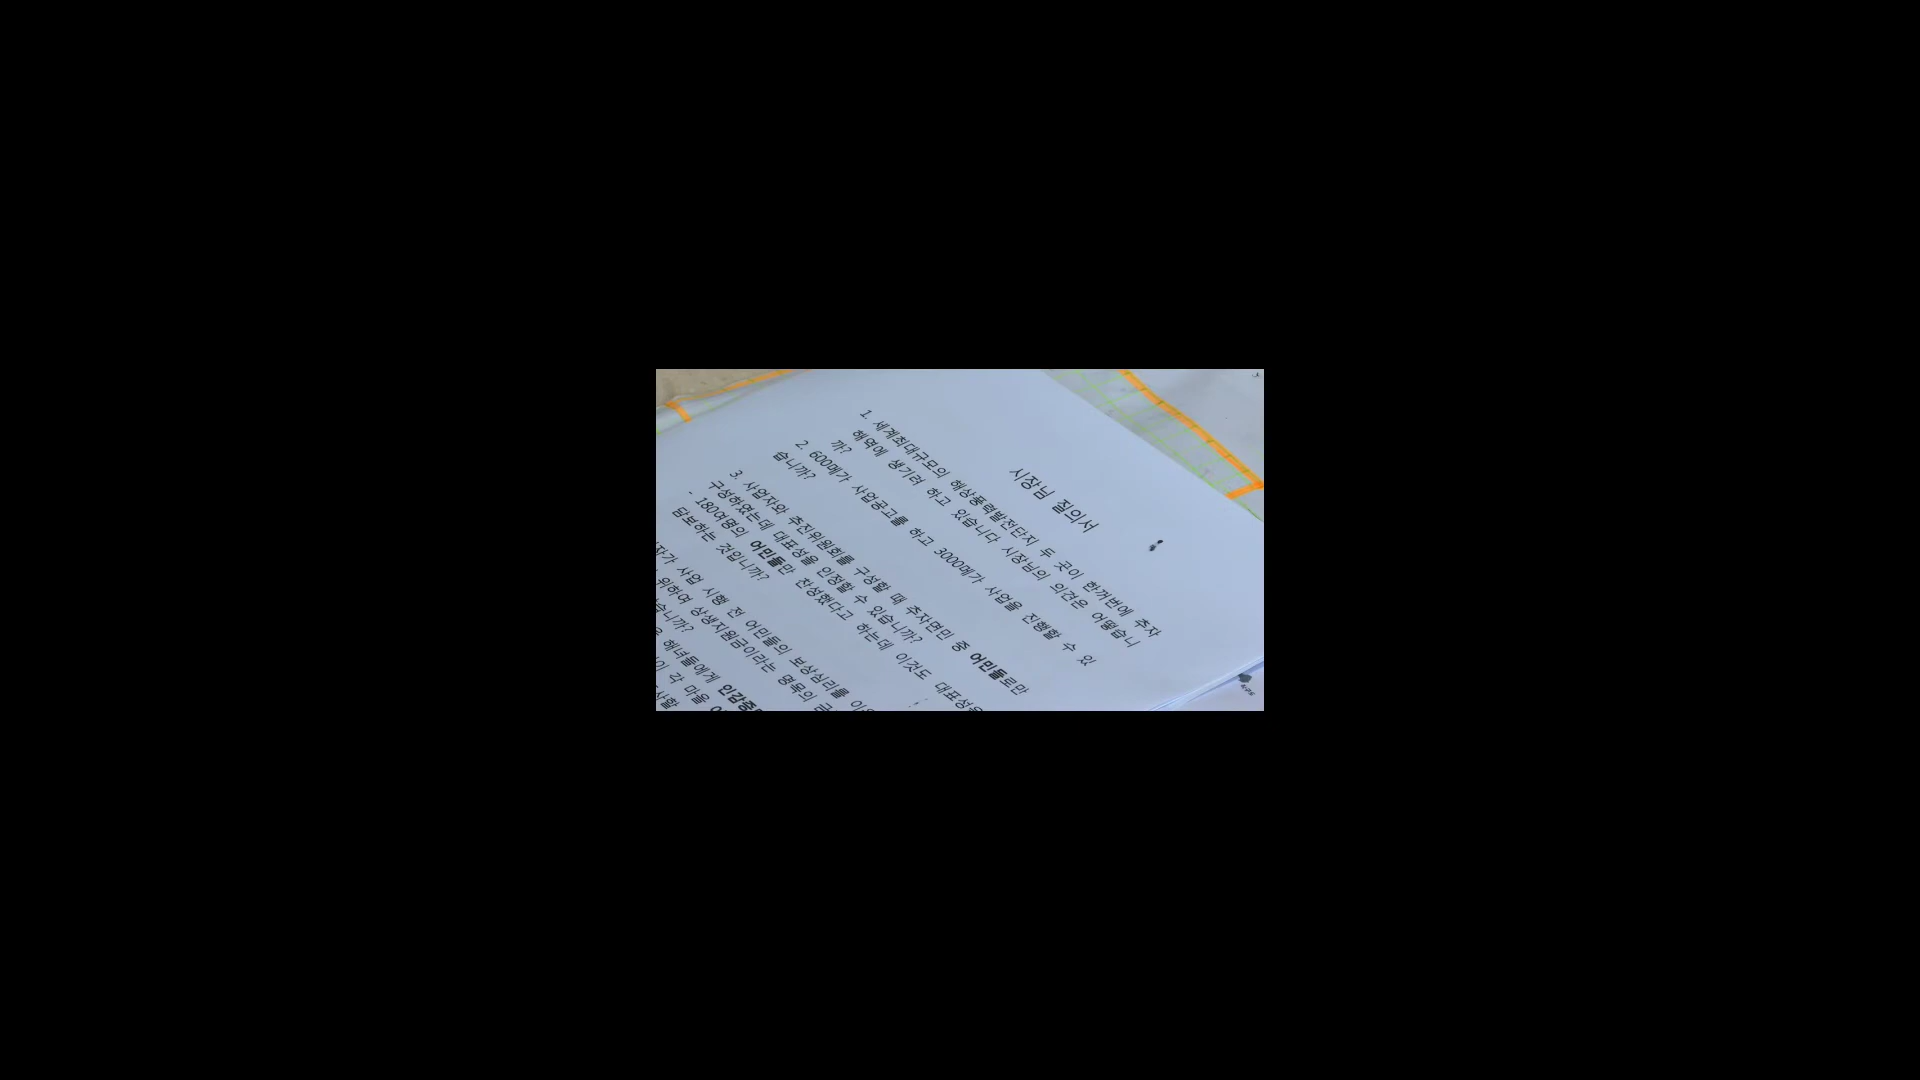 시장님 질의서
1. 세계최대규모의 해상풍력발전단지 두 곳이 한꺼번에 추자
해역에 생기려 하고 있습니다 시장님의 의견은 어떻습니
까?
2. 600메가 사업공고를 하고 3000메가 사업을 진행할 수 있
습니까?
3. 사업자와 추진위원회를 구성할 때 추자면민 중 어민들로만
구성하였는데 대표성을 인정할 수 있습니까?
- 180여명의 어민들만 찬성했다고 하는데 이것도 대표성을
담보하는 것입니까?
사업 시행 전 어민들의 보상심리를
위하여 상생지원금이라는 명목의
습니까?
해녀들에게
각 마을